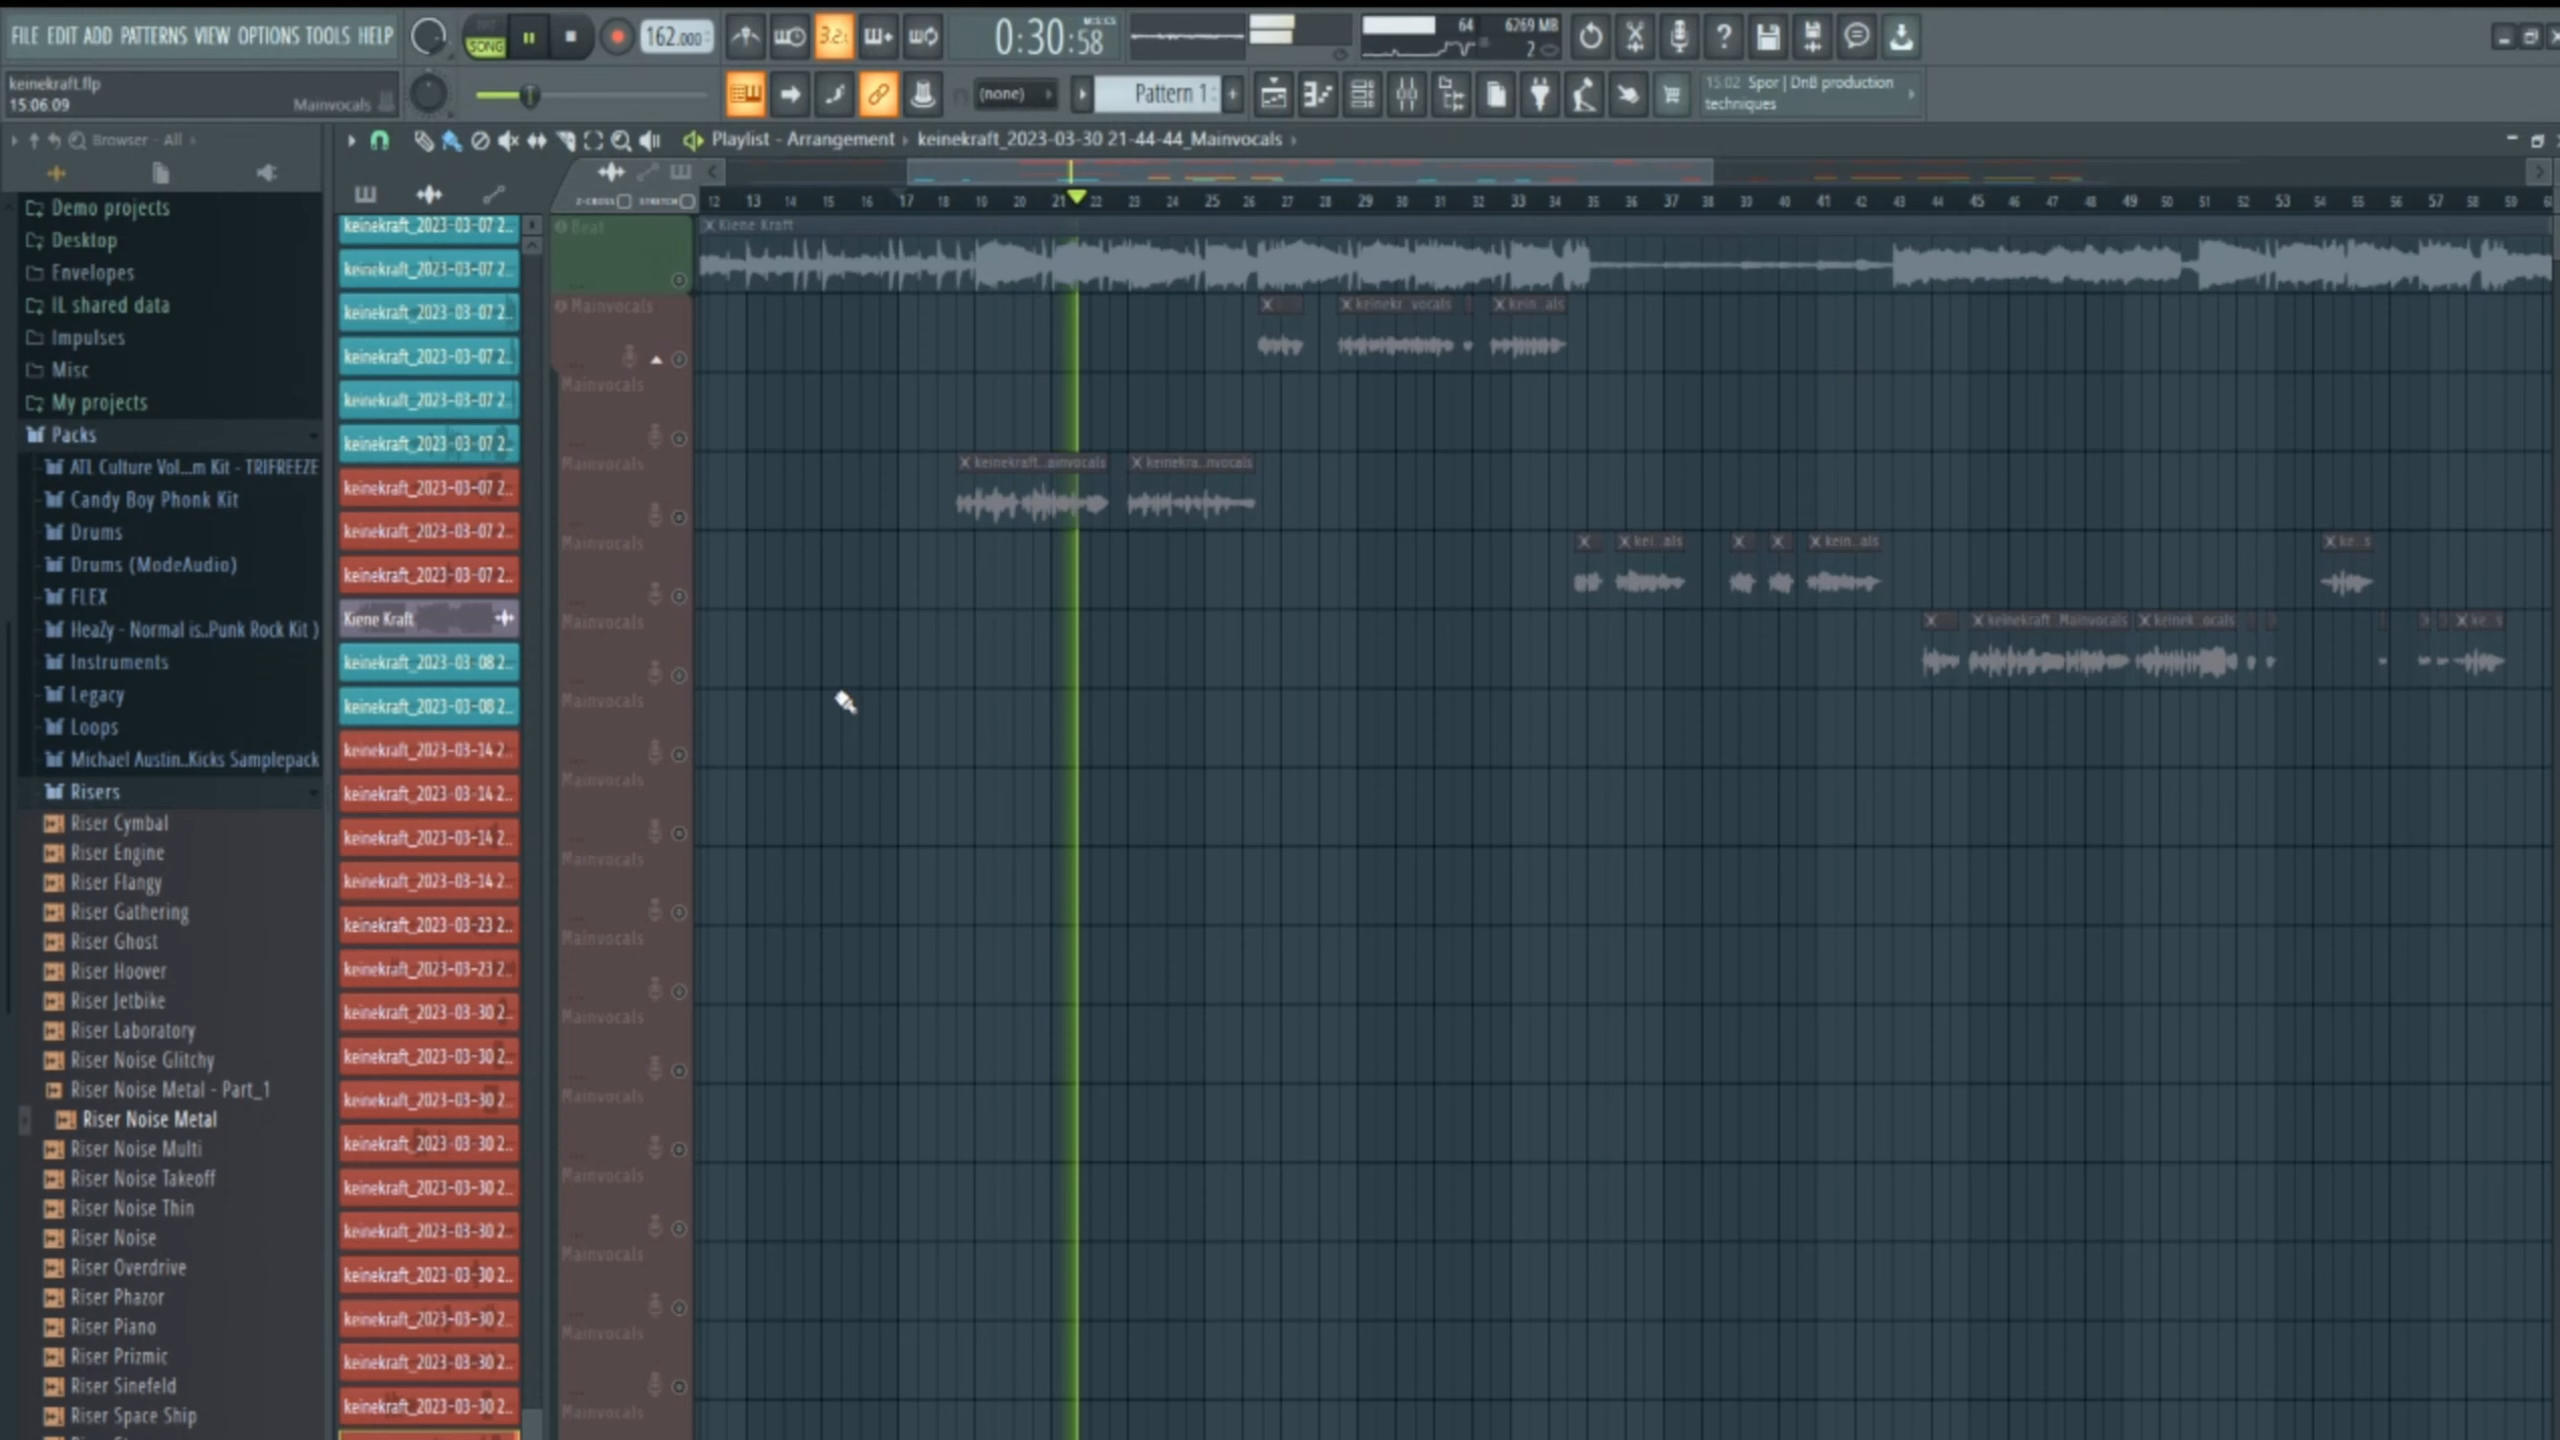 FILE EDIT ADD PATTERNS VIEW OPTIONS TOOLS HELP
SONG
162.000
3.2.1
0:30:58
M:S:CS
64
6269 MB
2
keinekraft.flp
15:06:09
Mainvocals
(none)
Pattern 1
15.02 Spor | DnB production
techniques
Browser - All
Playlist - Arrangement › keinekraft_2023-03-30 21-44-44_Mainvocals ›
Z-CROSS
STRETCH
12 13 14 15 16 17 18 19 20 21 22 23 24 25 26 27 28 29 30 31 32 33 34 35 36 37 38 39 40 41 42 43 44 45 46 47 48 49 50 51 52 53 54 55 56 57 58 59
Demo projects
Desktop
Envelopes
IL shared data
Impulses
Misc
My projects
Packs
ATL Culture Vol...m Kit - TRIFREEZE
Candy Boy Phonk Kit
Drums
Drums (ModeAudio)
FLEX
HeaZy - Normal is..Punk Rock Kit )
Instruments
Legacy
Loops
Michael Austin..Kicks Samplepack
Risers
Riser Cymbal
Riser Engine
Riser Flangy
Riser Gathering
Riser Ghost
Riser Hoover
Riser Jetbike
Riser Laboratory
Riser Noise Glitchy
Riser Noise Metal - Part_1
Riser Noise Metal
Riser Noise Multi
Riser Noise Takeoff
Riser Noise Thin
Riser Noise
Riser Overdrive
Riser Phazor
Riser Piano
Riser Prizmic
Riser Sinefeld
Riser Space Ship
keinekraft_2023-03-07 2..
keinekraft_2023-03-07 2..
keinekraft_2023-03-07 2..
keinekraft_2023-03-07 2..
keinekraft_2023-03-07 2..
keinekraft_2023-03-07 2..
keinekraft_2023-03-07 2..
keinekraft_2023-03-07 2..
keinekraft_2023-03-07 2..
Kiene Kraft
keinekraft_2023-03-08 2..
keinekraft_2023-03-08 2..
keinekraft_2023-03-14 2..
keinekraft_2023-03-14 2..
keinekraft_2023-03-14 2..
keinekraft_2023-03-14 2..
keinekraft_2023-03-23 2..
keinekraft_2023-03-23 2..
keinekraft_2023-03-30 2..
keinekraft_2023-03-30 2..
keinekraft_2023-03-30 2..
keinekraft_2023-03-30 2..
keinekraft_2023-03-30 2..
keinekraft_2023-03-30 2..
keinekraft_2023-03-30 2..
keinekraft_2023-03-30 2..
keinekraft_2023-03-30 2..
keinekraft_2023-03-30 2..
Beat
Kiene Kraft
Mainvocals
keinekr_vocals
kein..als
Mainvocals
Mainvocals
keinekraft..ainvocals
keinekra..nvocals
Mainvocals
kei..als
kein..als
ke..s
Mainvocals
keinekraft_Mainvocals
keinek_ocals
ke..s
Mainvocals
Mainvocals
Mainvocals
Mainvocals
Mainvocals
Mainvocals
Mainvocals
Mainvocals
Mainvocals
Mainvocals